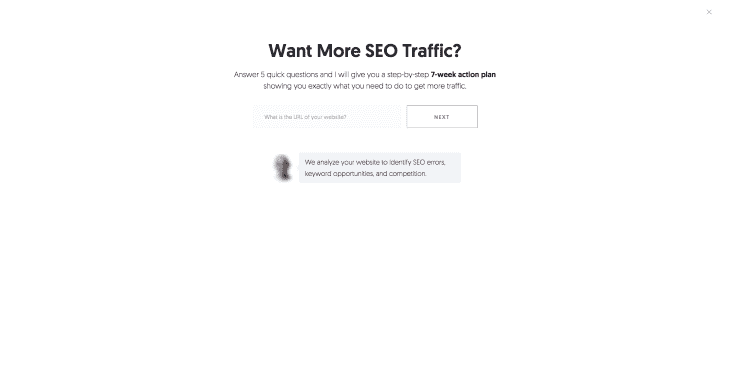 Want More SEO Traffic?
Answer 5 quick questions and I will give you a step-by-step 7-week action plan
showing you exactly what you need to do to get more traffic.
What is the URL of your website?
NEXT
We analyze your website to identify SEO errors,
keyword opportunities, and competition.